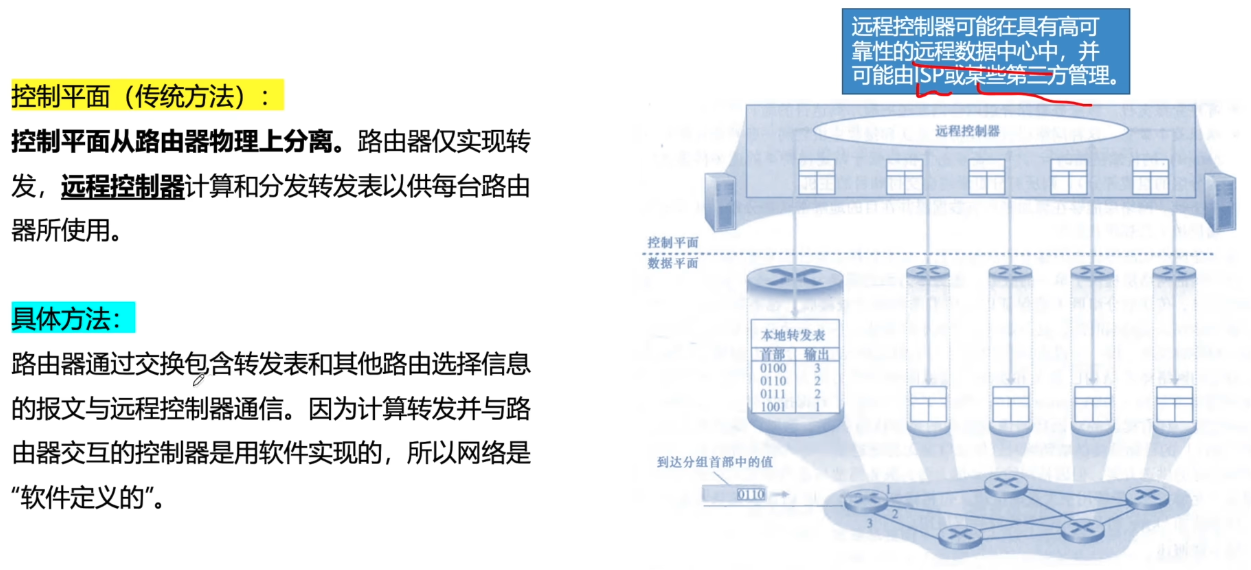 控制平面（传统方法）：
控制平面从路由器物理上分离。路由器仅实现转
发，远程控制器计算和分发转发表以供每台路由
器所使用。
具体方法：
路由器通过交换包含转发表和其他路由选择信息
的报文与远程控制器通信。因为计算转发并与路
由器交互的控制器是用软件实现的，所以网络是
“软件定义的”。
远程控制器可能在具有高可
靠性的远程数据中心中，并
可能由ISP或某些第三方管理。
远程控制器
控制平面
数据平面
本地转发表
首部 输出
0100 3
0110 2
0111 2
1001 1
到达分组首部中的值
0110
1
2
3